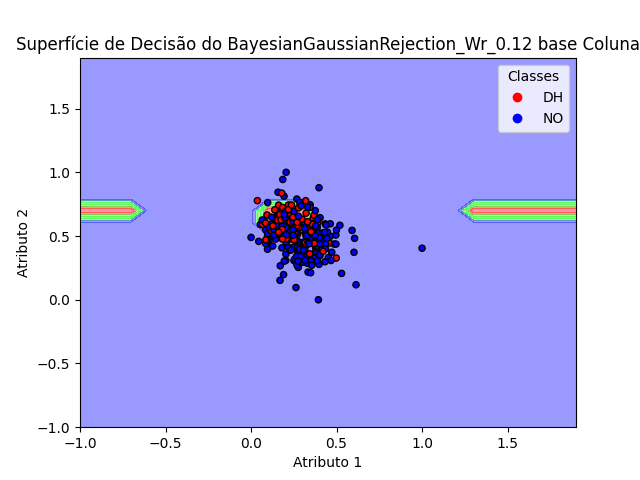 Superfície de Decisão do BayesianGaussianRejection_Wr_0.12 base Coluna
Classes
DH
NO
Atributo 2
1.5
1.0
0.5
0.0
−0.5
−1.0
−1.0 −0.5 0.0 0.5 1.0 1.5
Atributo 1